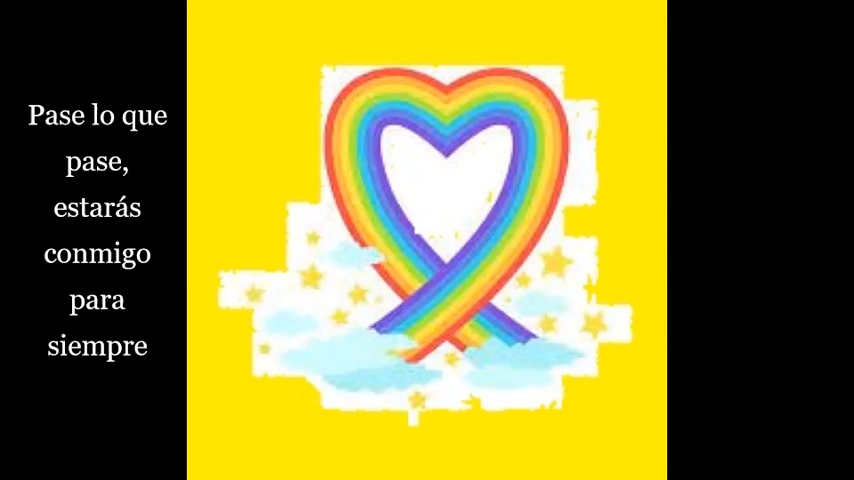 Pase lo que
pase,
estarás
conmigo
para
siempre